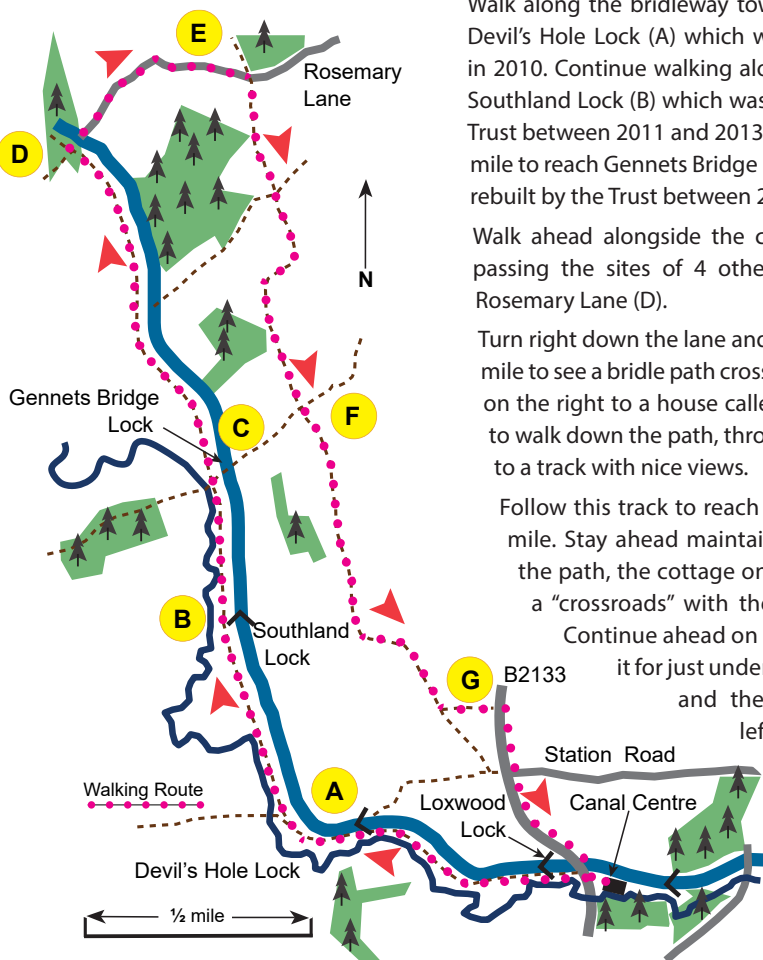 Walk along the bridleway tow
Devil's Hole Lock (A) which w
in 2010. Continue walking alo
Southland Lock (B) which was
Trust between 2011 and 2013
mile to reach Gennets Bridge
rebuilt by the Trust between 2
Walk ahead alongside the c
passing the sites of 4 othe
Rosemary Lane (D).
Turn right down the lane and
mile to see a bridle path cross
on the right to a house calle
to walk down the path, thro
to a track with nice views.
Follow this track to reach
mile. Stay ahead maintai
the path, the cottage on
a "crossroads" with the
Continue ahead on
it for just under
and the
left
E
Rosemary
Lane
D
N
Gennets Bridge
Lock
C
F
B
Southland
Lock
G
B2133
Station Road
Walking Route
A
Loxwood
Lock
Canal Centre
Devil's Hole Lock
½ mile